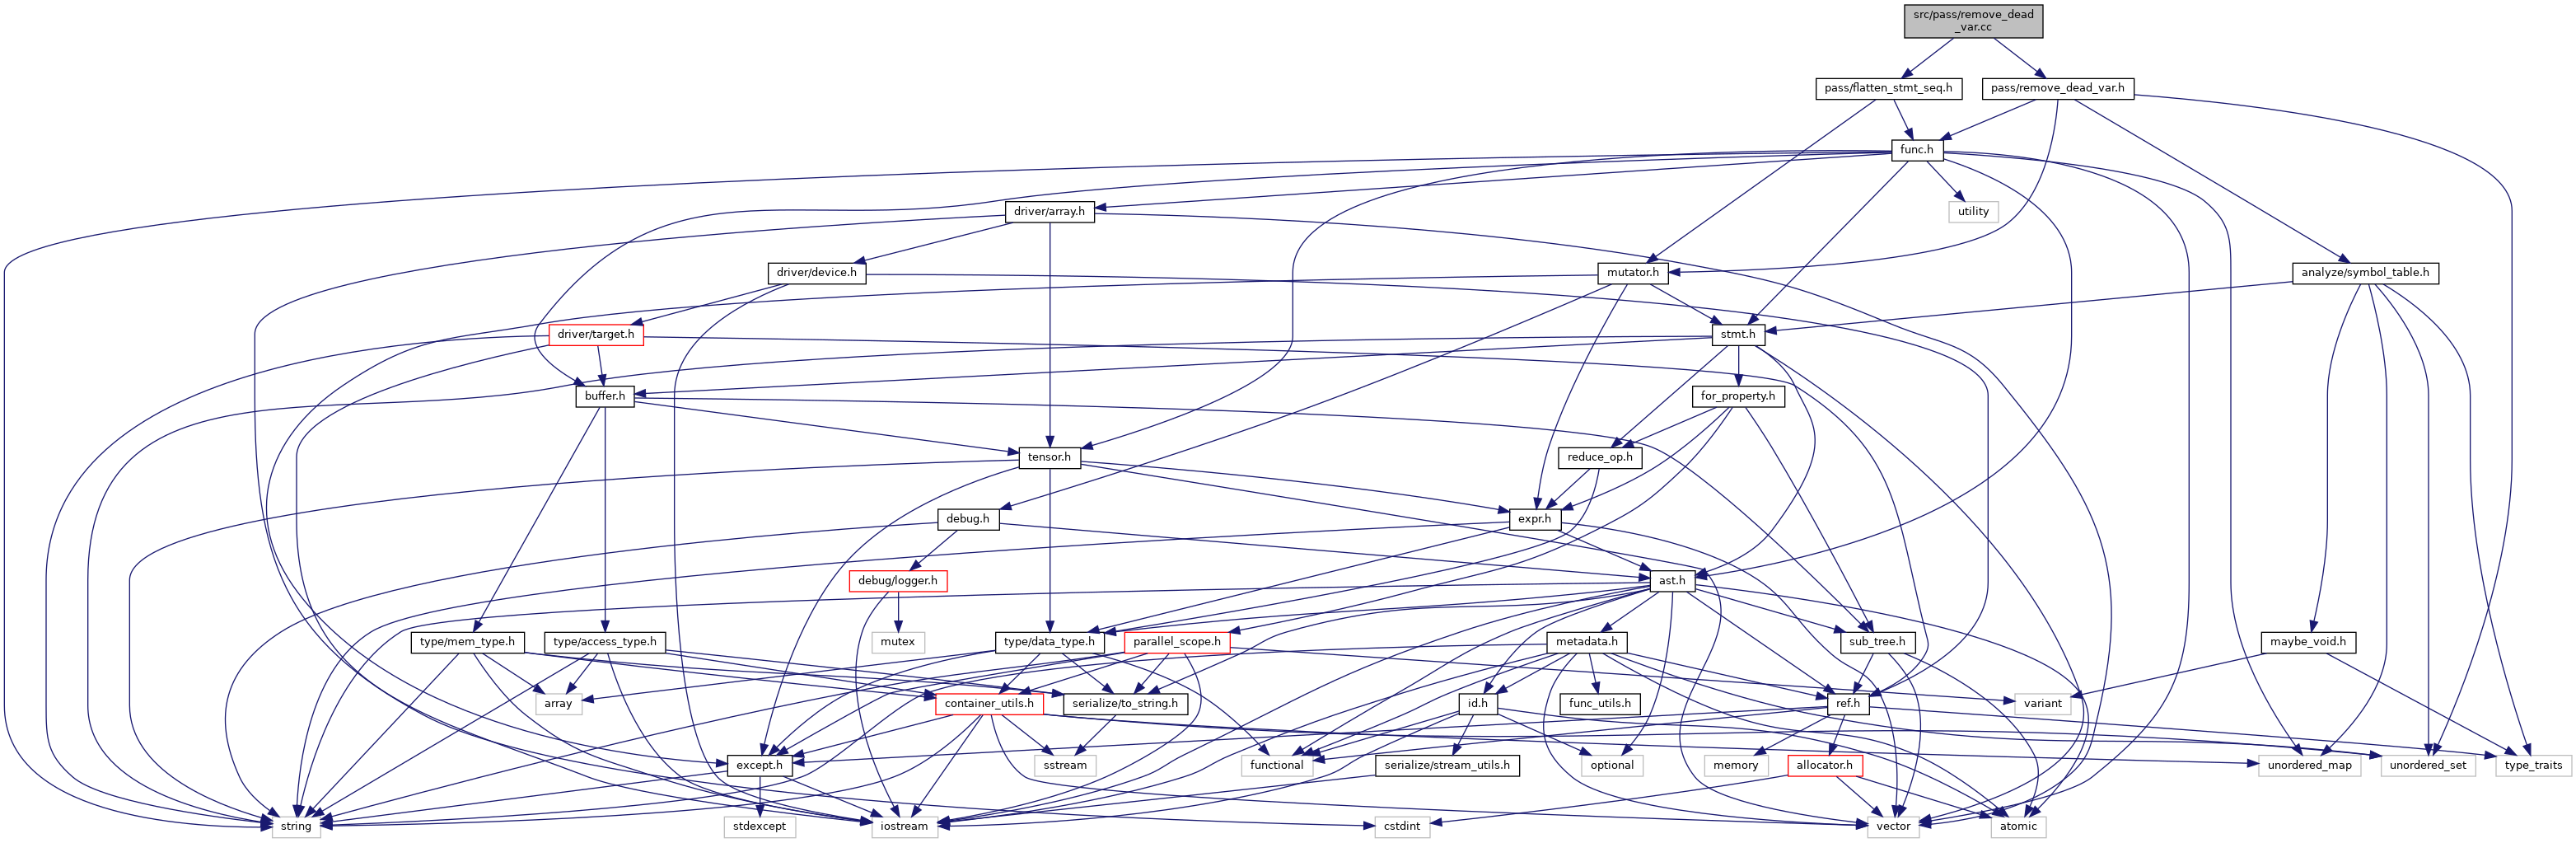 src/pass/remove_dead
_var.cc
pass/flatten_stmt_seq.h
pass/remove_dead_var.h
func.h
driver/array.h
utility
driver/device.h
mutator.h
analyze/symbol_table.h
driver/target.h
stmt.h
buffer.h
for_property.h
tensor.h
reduce_op.h
debug.h
expr.h
debug/logger.h
ast.h
type/mem_type.h
type/access_type.h
mutex
type/data_type.h
parallel_scope.h
metadata.h
sub_tree.h
maybe_void.h
array
container_utils.h
serialize/to_string.h
id.h
func_utils.h
ref.h
variant
except.h
sstream
functional
serialize/stream_utils.h
optional
memory
allocator.h
unordered_map
unordered_set
type_traits
string
stdexcept
iostream
cstdint
vector
atomic